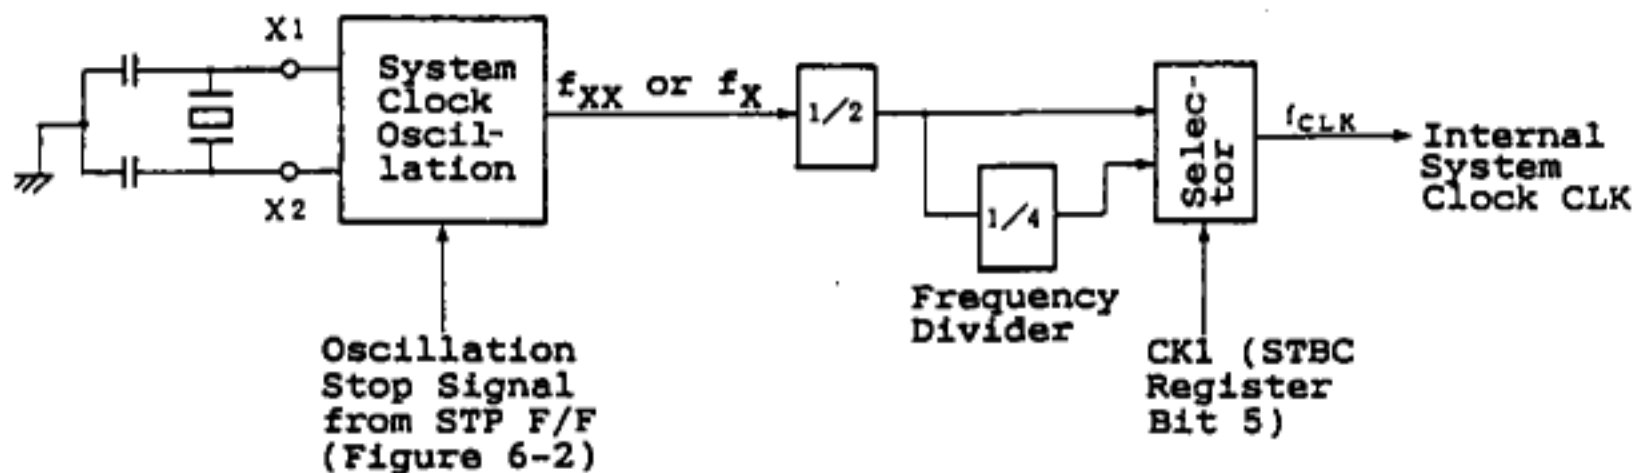 X1
System
Clock
Oscil-
lation
X2
fXX or fX
1/2
1/4
Frequency
Divider
Selec-
tor
fCLK
Internal
System
Clock CLK
Oscillation
Stop Signal
from STP F/F
(Figure 6-2)
CK1 (STBC
Register
Bit 5)